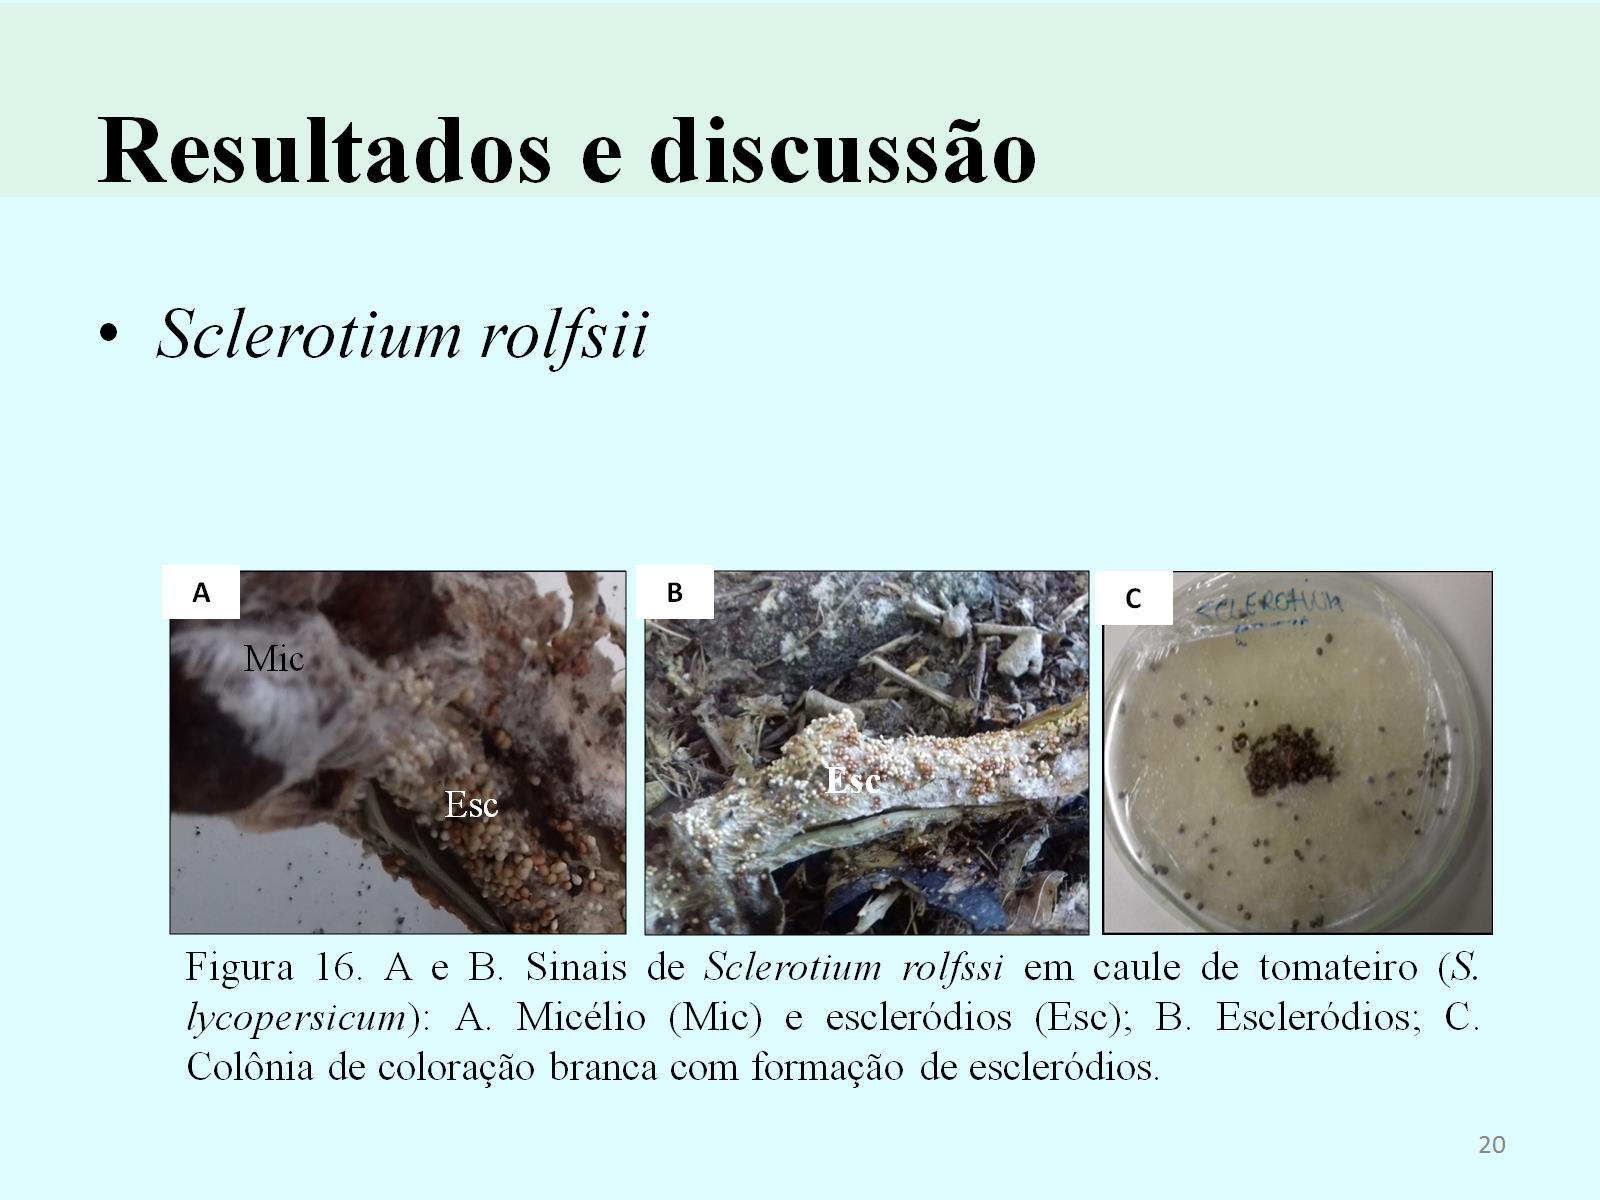 Resultados e discussão
• Sclerotium rolfsii
A
B
C
SCLEROTIUM
Mic
Esc
Esc
Figura 16. A e B. Sinais de Sclerotium rolfssi em caule de tomateiro (S.
lycopersicum): A. Micélio (Mic) e escleródios (Esc); B. Escleródios; C.
Colônia de coloração branca com formação de escleródios.
20